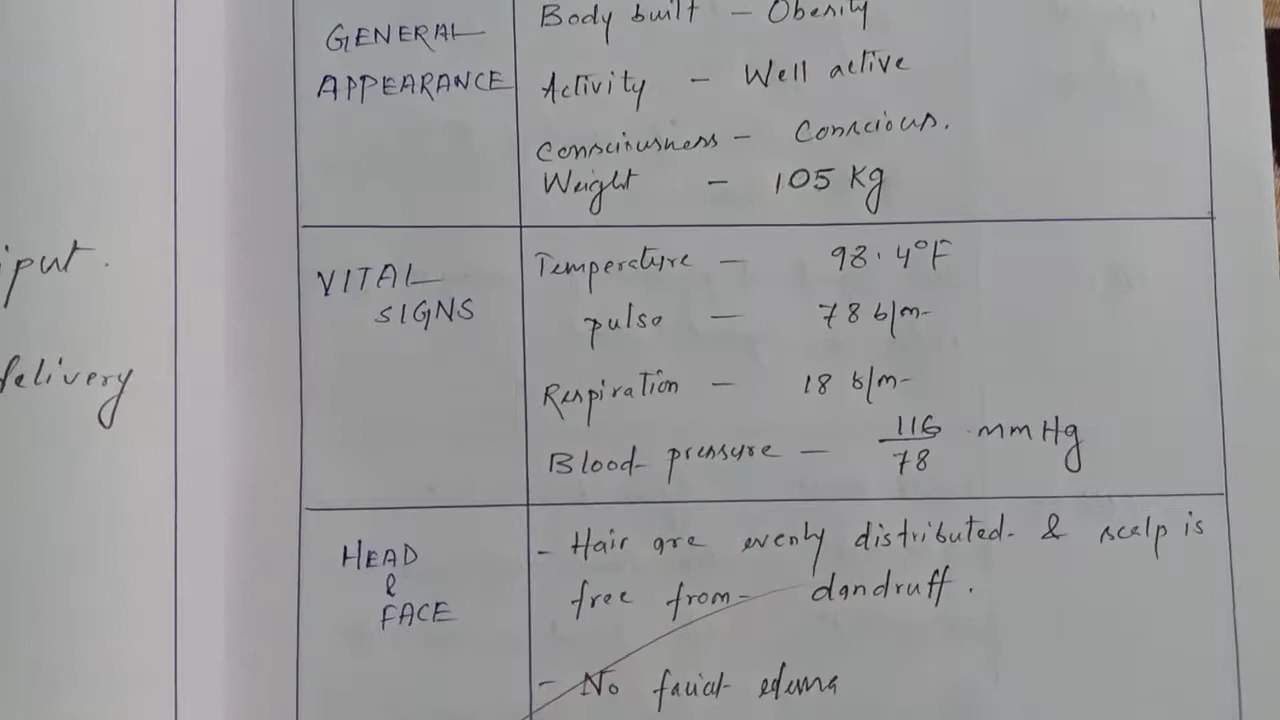 iput.
delivery
GENERAL
APPEARANCE
Body built - Obesity
Activity - Well active
Consciusness - Conscious.
Weight - 105 Kg
VITAL
SIGNS
Temperature - 98.4°F
pulse - 78 b/m
Respiration - 18 b/m
Blood pressure - 116/78 mmHg
HEAD
&
FACE
- Hair are evenly distributed & scalp is
free from dandruff.
- No facial edema